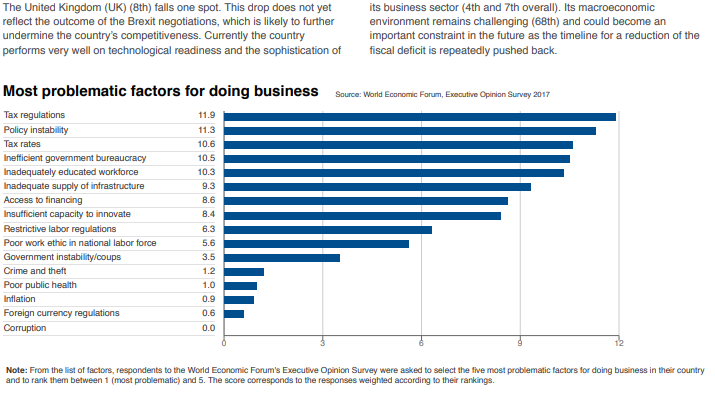 The United Kingdom (UK) (8th) falls one spot. This drop does not yet
reflect the outcome of the Brexit negotiations, which is likely to further
undermine the country's competitiveness. Currently the country
performs very well on technological readiness and the sophistication of
its business sector (4th and 7th overall). Its macroeconomic
environment remains challenging (68th) and could become an
important constraint in the future as the timeline for a reduction of the
fiscal deficit is repeatedly pushed back.
Most problematic factors for doing business
Source: World Economic Forum, Executive Opinion Survey 2017
Tax regulations 11.9
Policy instability 11.3
Tax rates 10.6
Inefficient government bureaucracy 10.5
Inadequately educated workforce 10.3
Inadequate supply of infrastructure 9.3
Access to financing 8.6
Insufficient capacity to innovate 8.4
Restrictive labor regulations 6.3
Poor work ethic in national labor force 5.6
Government instability/coups 3.5
Crime and theft 1.2
Poor public health 1.0
Inflation 0.9
Foreign currency regulations 0.6
Corruption 0.0
0 3 6 9 12
Note: From the list of factors, respondents to the World Economic Forum's Executive Opinion Survey were asked to select the five most problematic factors for doing business in their country
and to rank them between 1 (most problematic) and 5. The score corresponds to the responses weighted according to their rankings.